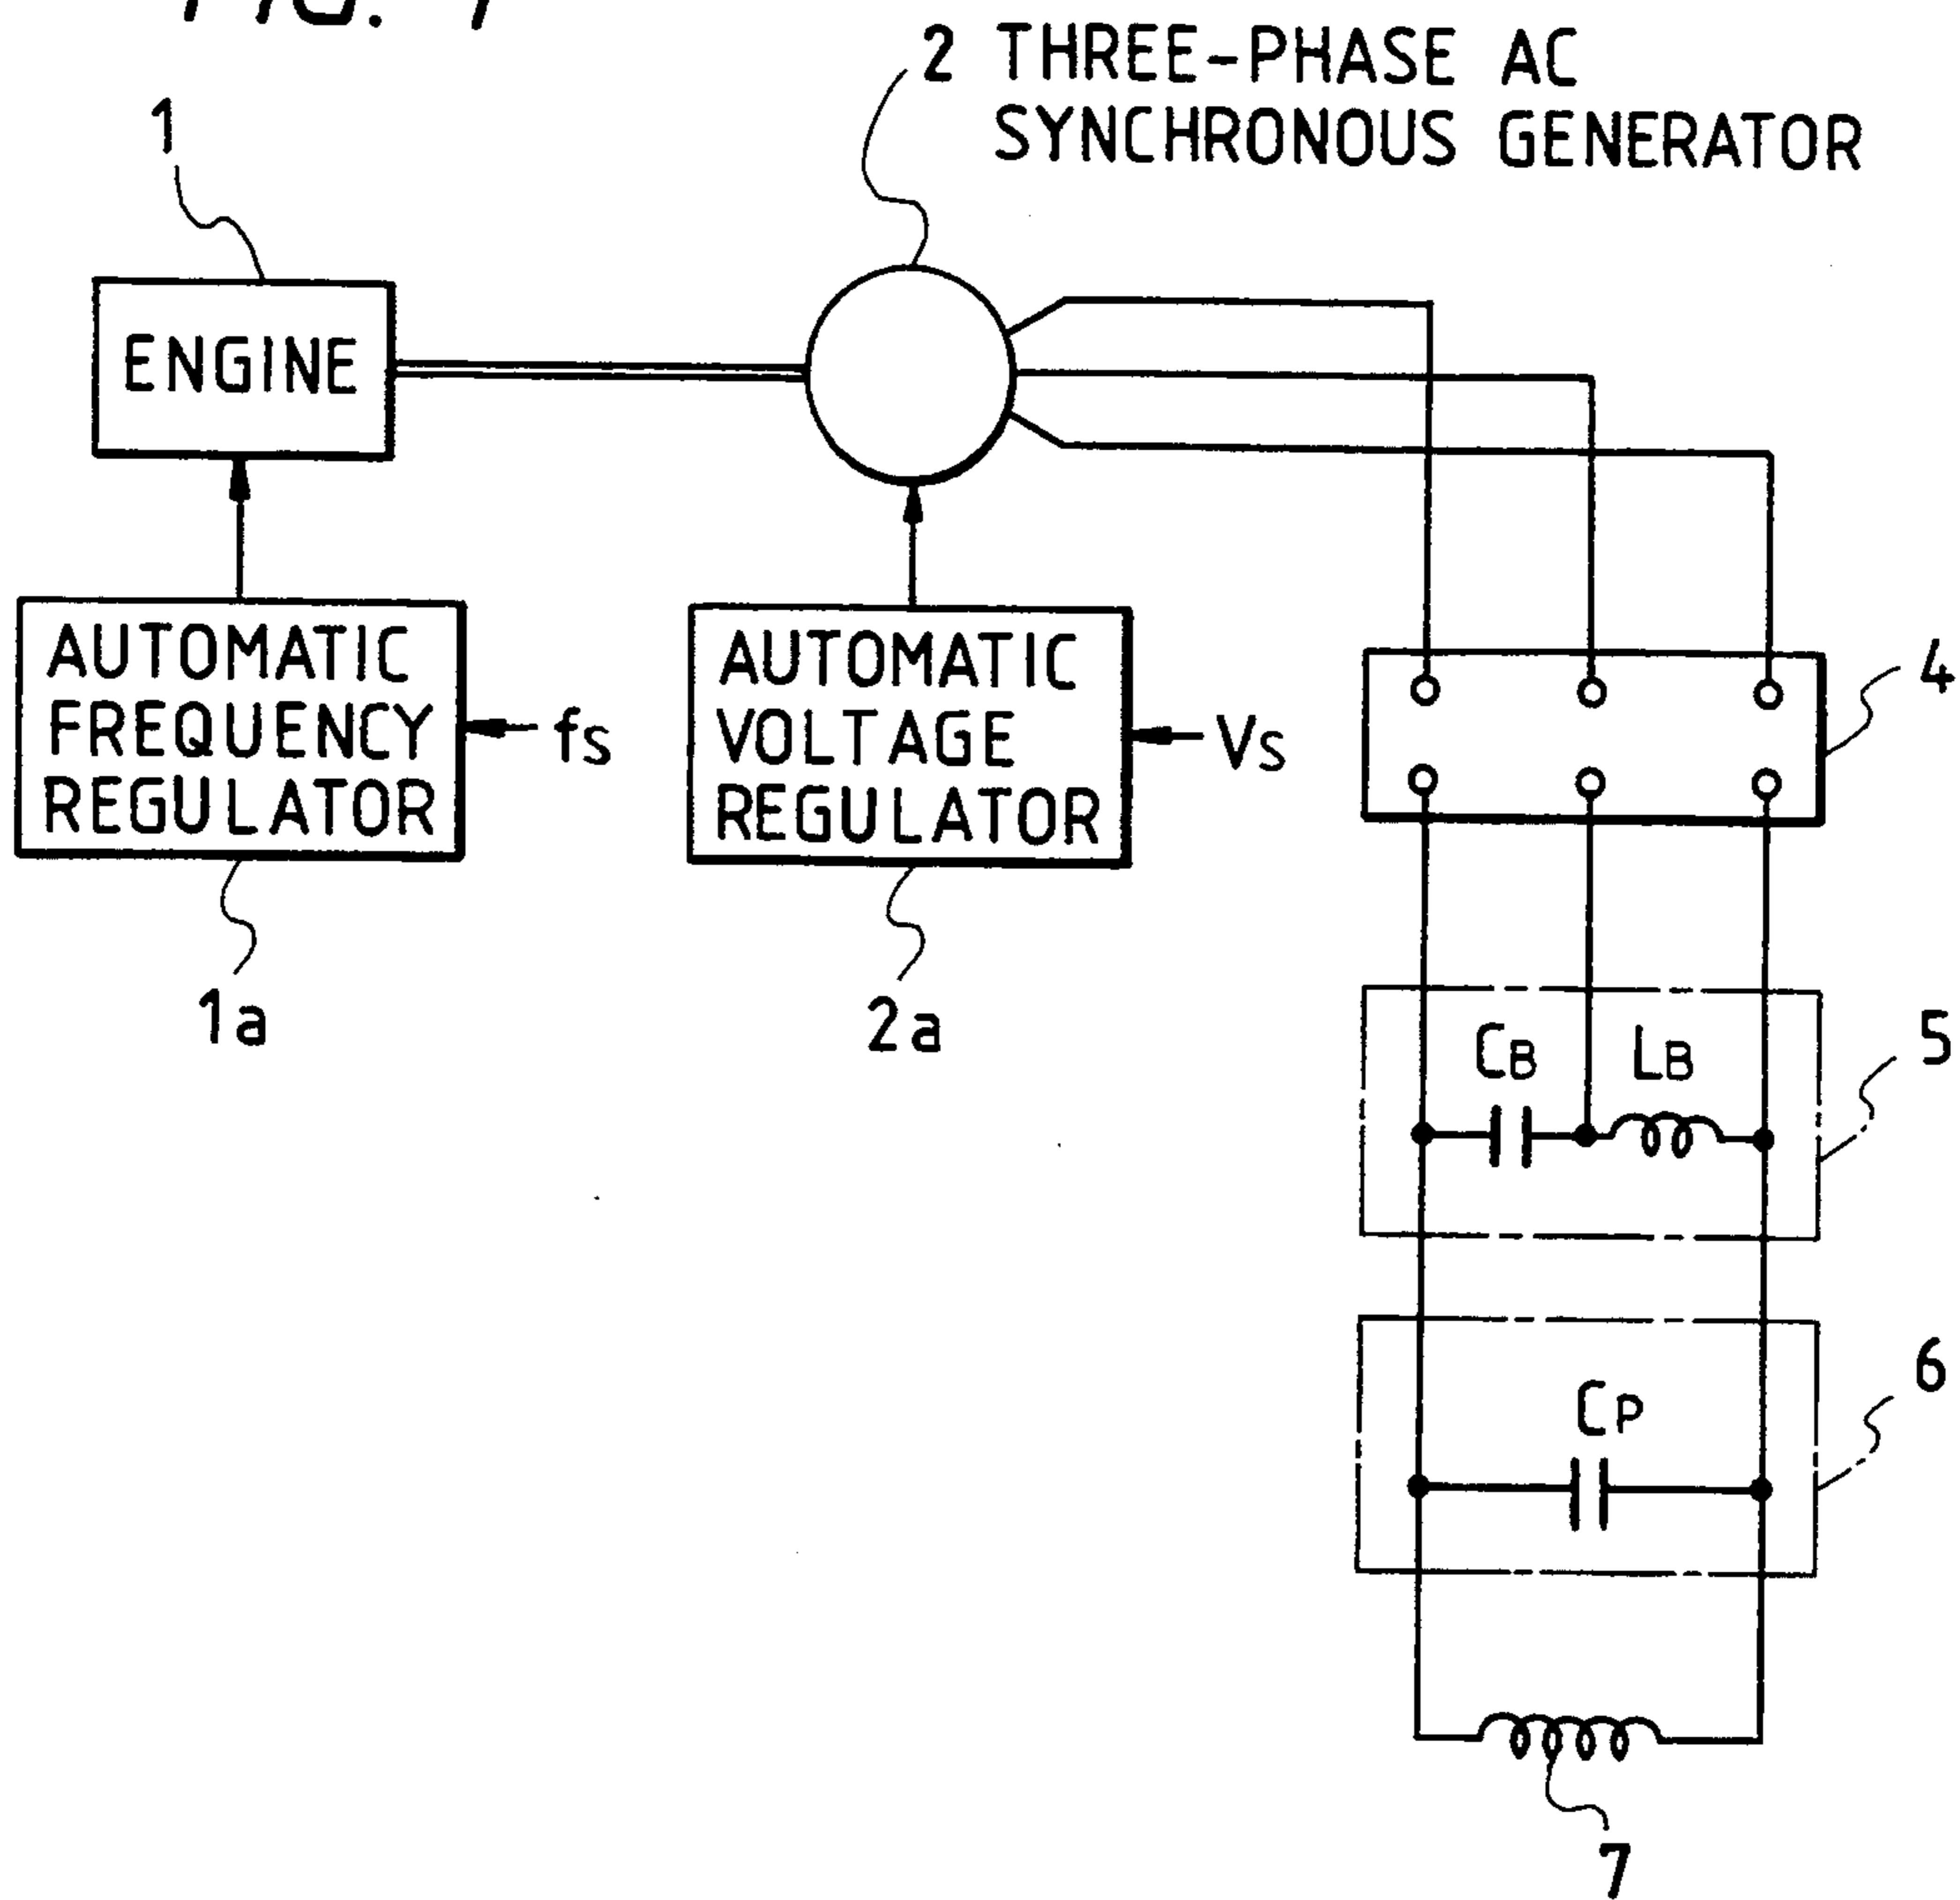 2 THREE-PHASE AC
SYNCHRONOUS GENERATOR
1
ENGINE
AUTOMATIC
FREQUENCY
REGULATOR
fs
AUTOMATIC
VOLTAGE
REGULATOR
Vs
4
1a
2a
CB
LB
5
CP
6
7